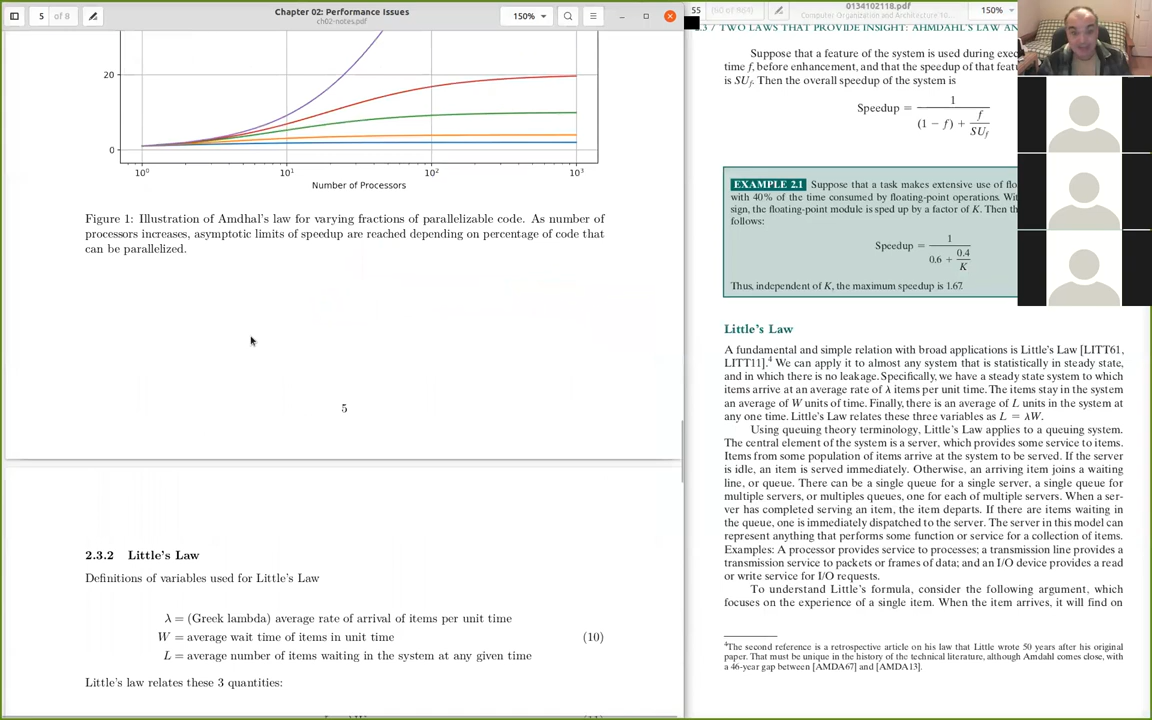 5
of 8
Chapter 02: Performance Issues
ch02-notes.pdf
150%
20
0
10⁰
10¹
10²
10³
Number of Processors
Figure 1: Illustration of Amdhal's law for varying fractions of parallelizable code. As number of
processors increases, asymptotic limits of speedup are reached depending on percentage of code that
can be parallelized.
5
2.3.2 Little's Law
Definitions of variables used for Little's Law
λ = (Greek lambda) average rate of arrival of items per unit time
W = average wait time of items in unit time (10)
L = average number of items waiting in the system at any given time
Little's law relates these 3 quantities:
55
0134102118.pdf
150%
.3 / TWO LAWS THAT PROVIDE INSIGHT: AHMDAHL'S LAW AN
Suppose that a feature of the system is used during exec
time f, before enhancement, and that the speedup of that featu
is SU_f. Then the overall speedup of the system is
Speedup = 1 / ((1 − f) + f / SU_f)
EXAMPLE 2.1 Suppose that a task makes extensive use of flo
with 40% of the time consumed by floating-point operations. Wit
sign, the floating-point module is sped up by a factor of K. Then th
follows:
Speedup = 1 / (0.6 + 0.4 / K)
Thus, independent of K, the maximum speedup is 1.67.
Little's Law
A fundamental and simple relation with broad applications is Little's Law [LITT61,
LITT11].⁴ We can apply it to almost any system that is statistically in steady state,
and in which there is no leakage. Specifically, we have a steady state system to which
items arrive at an average rate of λ items per unit time. The items stay in the system
an average of W units of time. Finally, there is an average of L units in the system at
any one time. Little's Law relates these three variables as L = λW.
Using queuing theory terminology, Little's Law applies to a queuing system.
The central element of the system is a server, which provides some service to items.
Items from some population of items arrive at the system to be served. If the server
is idle, an item is served immediately. Otherwise, an arriving item joins a waiting
line, or queue. There can be a single queue for a single server, a single queue for
multiple servers, or multiples queues, one for each of multiple servers. When a ser-
ver has completed serving an item, the item departs. If there are items waiting in
the queue, one is immediately dispatched to the server. The server in this model can
represent anything that performs some function or service for a collection of items.
Examples: A processor provides service to processes; a transmission line provides a
transmission service to packets or frames of data; and an I/O device provides a read
or write service for I/O requests.
To understand Little's formula, consider the following argument, which
focuses on the experience of a single item. When the item arrives, it will find on
⁴The second reference is a retrospective article on his law that Little wrote 50 years after his original
paper. That must be unique in the history of the technical literature, although Amdahl comes close, with
a 46-year gap between [AMDA67] and [AMDA13].